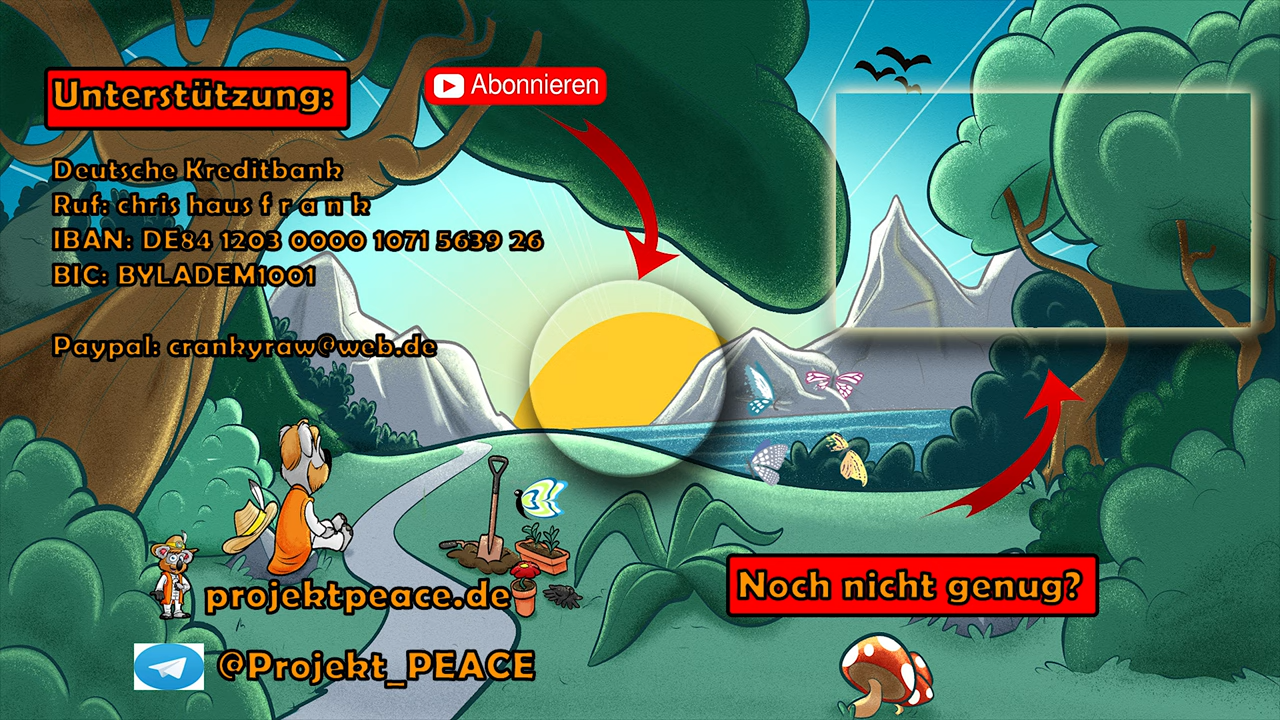 Unterstützung:
Abonnieren
Deutsche Kreditbank
Ruf: chris haus f r a n k
IBAN: DE84 1203 0000 1071 5639 26
BIC: BYLADEM1001
Paypal: crankyraw@web.de
projektpeace.de
Noch nicht genug?
@Projekt_PEACE